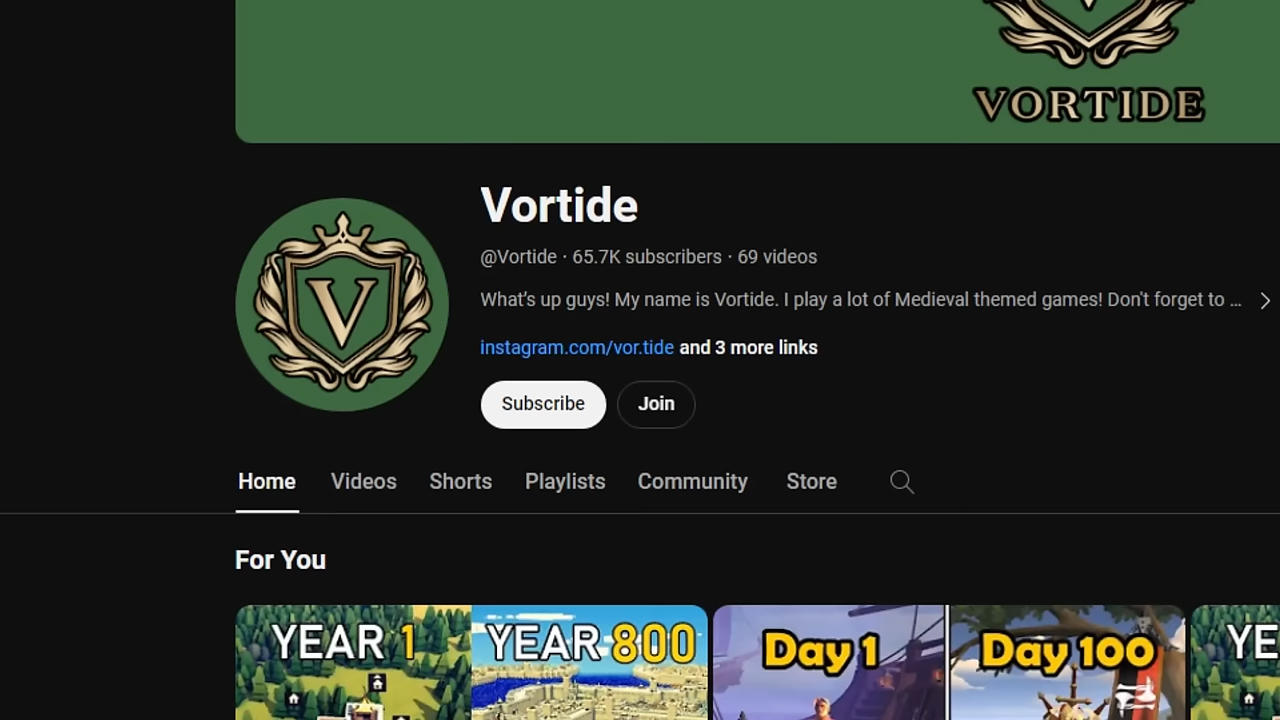 VORTIDE
V
Vortide
@Vortide · 65.7K subscribers · 69 videos
What's up guys! My name is Vortide. I play a lot of Medieval themed games! Don't forget to ...
instagram.com/vor.tide and 3 more links
Subscribe Join
Home Videos Shorts Playlists Community Store
For You
YEAR 1 YEAR 800 Day 1 Day 100 YE